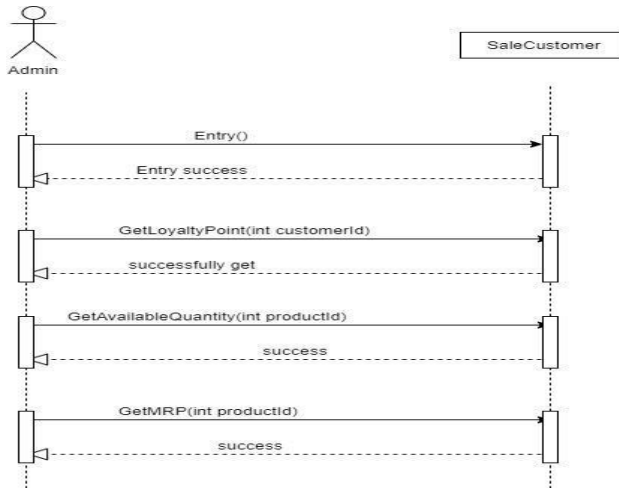 SaleCustomer
Admin
Entry()
Entry success
GetLoyaltyPoint(int customerId)
successfully get
GetAvailableQuantity(int productId)
success
GetMRP(int productId)
success